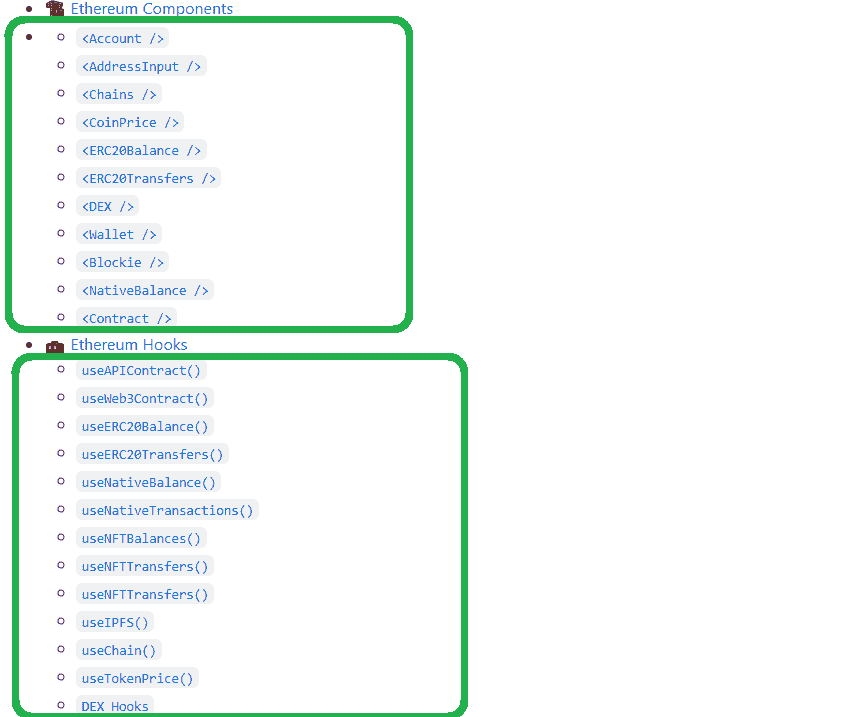 Ethereum Components
<Account />
<AddressInput />
<Chains />
<CoinPrice />
<ERC20Balance />
<ERC20Transfers />
<DEX />
<Wallet />
<Blockie />
<NativeBalance />
<Contract />
Ethereum Hooks
useAPIContract()
useWeb3Contract()
useERC20Balance()
useERC20Transfers()
useNativeBalance()
useNativeTransactions()
useNFTBalances()
useNFTTransfers()
useNFTTransfers()
useIPFS()
useChain()
useTokenPrice()
DEX Hooks